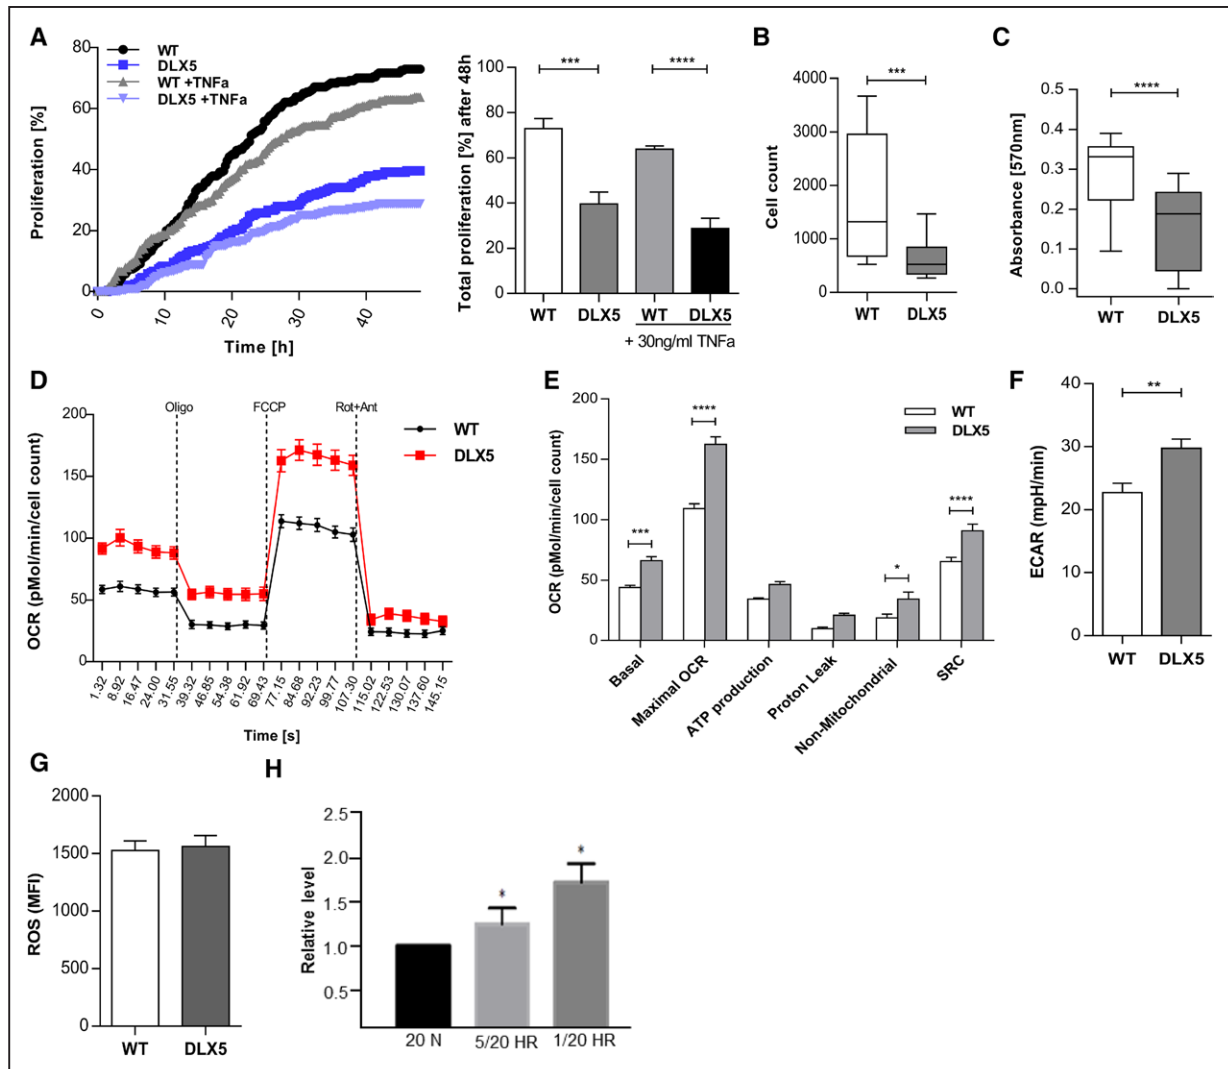 A
80
60
40
20
0
Proliferation [%]
WT
DLX5
WT +TNFa
DLX5 +TNFa
0
10
20
30
40
Time [h]
Total proliferation [%] after 48h
100
80
60
40
20
0
***
****
WT
DLX5
WT
DLX5
+ 30ng/ml TNFa
B
Cell count
4000
3000
2000
1000
0
***
WT
DLX5
C
Absorbance [570nm]
0.5
0.4
0.3
0.2
0.1
0.0
****
WT
DLX5
D
OCR (pMol/min/cell count)
200
150
100
50
0
Oligo
FCCP
Rot+Ant
WT
DLX5
1.32
8.92
16.47
24.00
31.55
39.32
46.85
54.38
61.92
69.43
77.15
84.68
92.23
99.77
107.30
115.02
122.53
130.07
137.60
145.15
Time [s]
E
OCR (pMol/min/cell count)
200
150
100
50
0
WT
DLX5
***
****
*
****
Basal
Maximal OCR
ATP production
Proton Leak
Non-Mitochondrial
SRC
F
ECAR (mpH/min)
40
30
20
10
0
**
WT
DLX5
G
ROS (MFI)
2000
1500
1000
500
0
WT
DLX5
H
Relative level
2.5
2.0
1.5
1.0
0.5
*
*
20 N
5/20 HR
1/20 HR